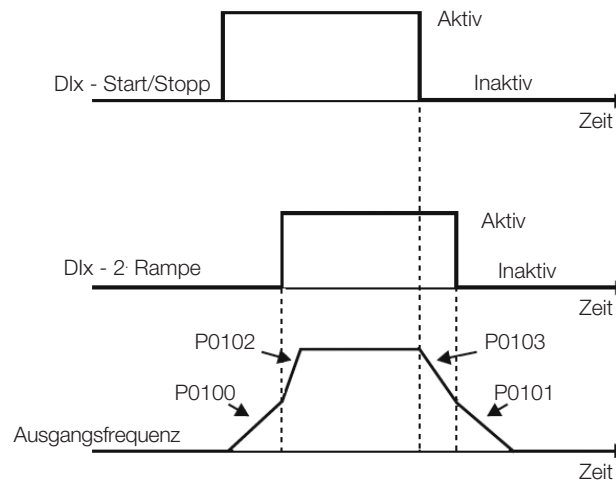 Aktiv
DIx - Start/Stopp
Inaktiv
Zeit
Aktiv
DIx - 2. Rampe
Inaktiv
Zeit
P0102
P0103
P0100
P0101
Ausgangsfrequenz
Zeit